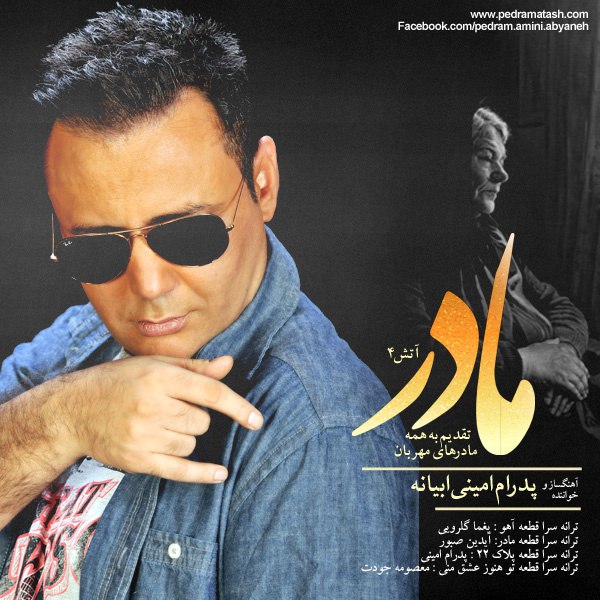 www.pedramatash.com
Facebook.com/pedram.amini.abyaneh
مادر
آتش ۴
تقدیم به همه
مادرهای مهربان
آهنگساز و
خواننده
پدرام امینی ابیانه
ترانه سرا قطعه آهو : یغما گلرویی
ترانه سرا قطعه مادر: آیدین صبور
ترانه سرا قطعه پلاک ۲۲ : پدرام امینی
ترانه سرا قطعه تو هنوز عشق منی : معصومه جودت
Ray-Ban